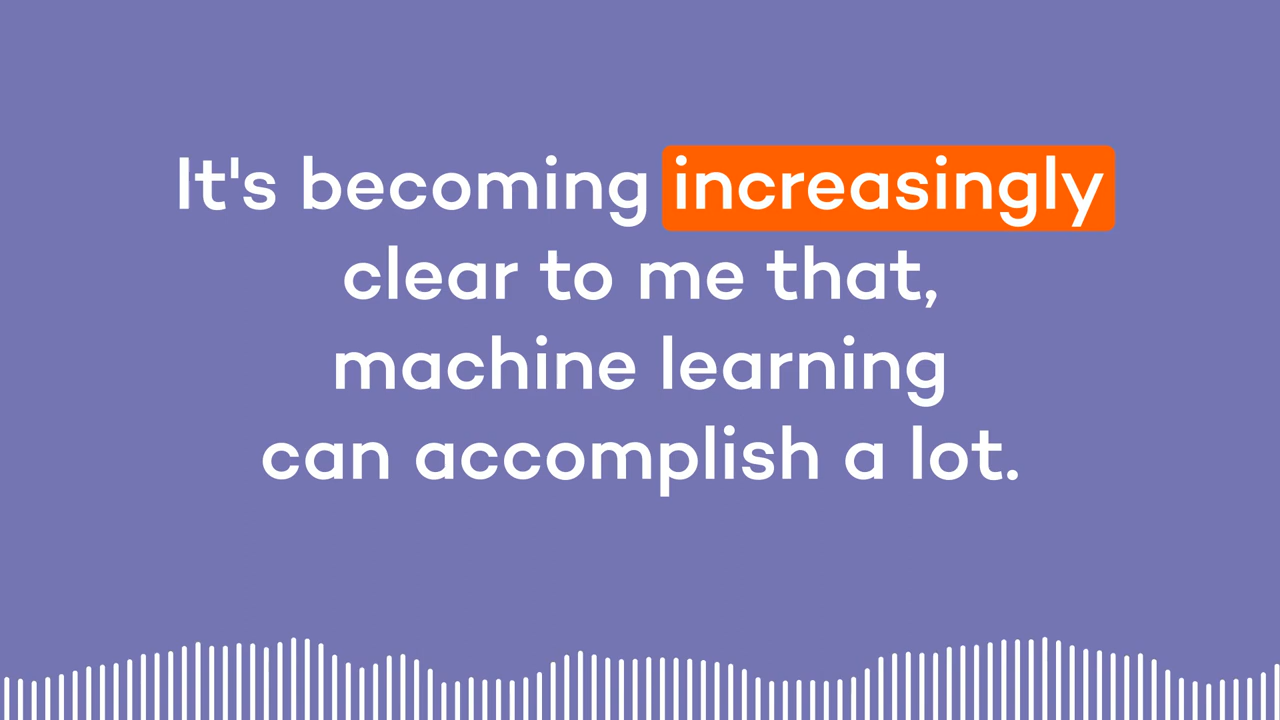 It's becoming increasingly
clear to me that,
machine learning
can accomplish a lot.